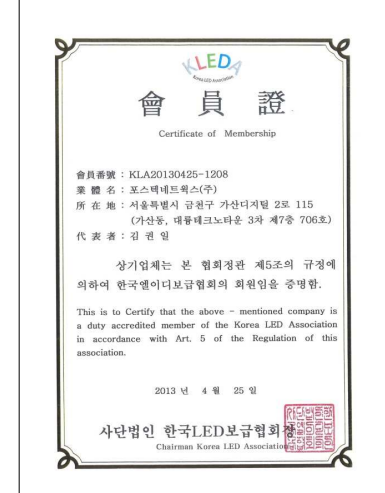 KLEDA
Korea LED Association
會 員 證
Certificate of Membership
會員番號 : KLA20130425-1208
業 體 名 : 포스텍네트웍스(주)
所 在 地 : 서울특별시 금천구 가산디지털 2로 115
(가산동, 대륭테크노타운 3차 제7층 706호)
代 表 者 : 김 권 일
상기업체는 본 협회정관 제5조의 규정에
의하여 한국엘이디보급협회의 회원임을 증명함.
This is to Certify that the above - mentioned company is
a duty accredited member of the Korea LED Association
in accordance with Art. 5 of the Regulation of this
association.
2013 년 4 월 25 일
사단법인 한국LED보급협회장
Chairman Korea LED Association